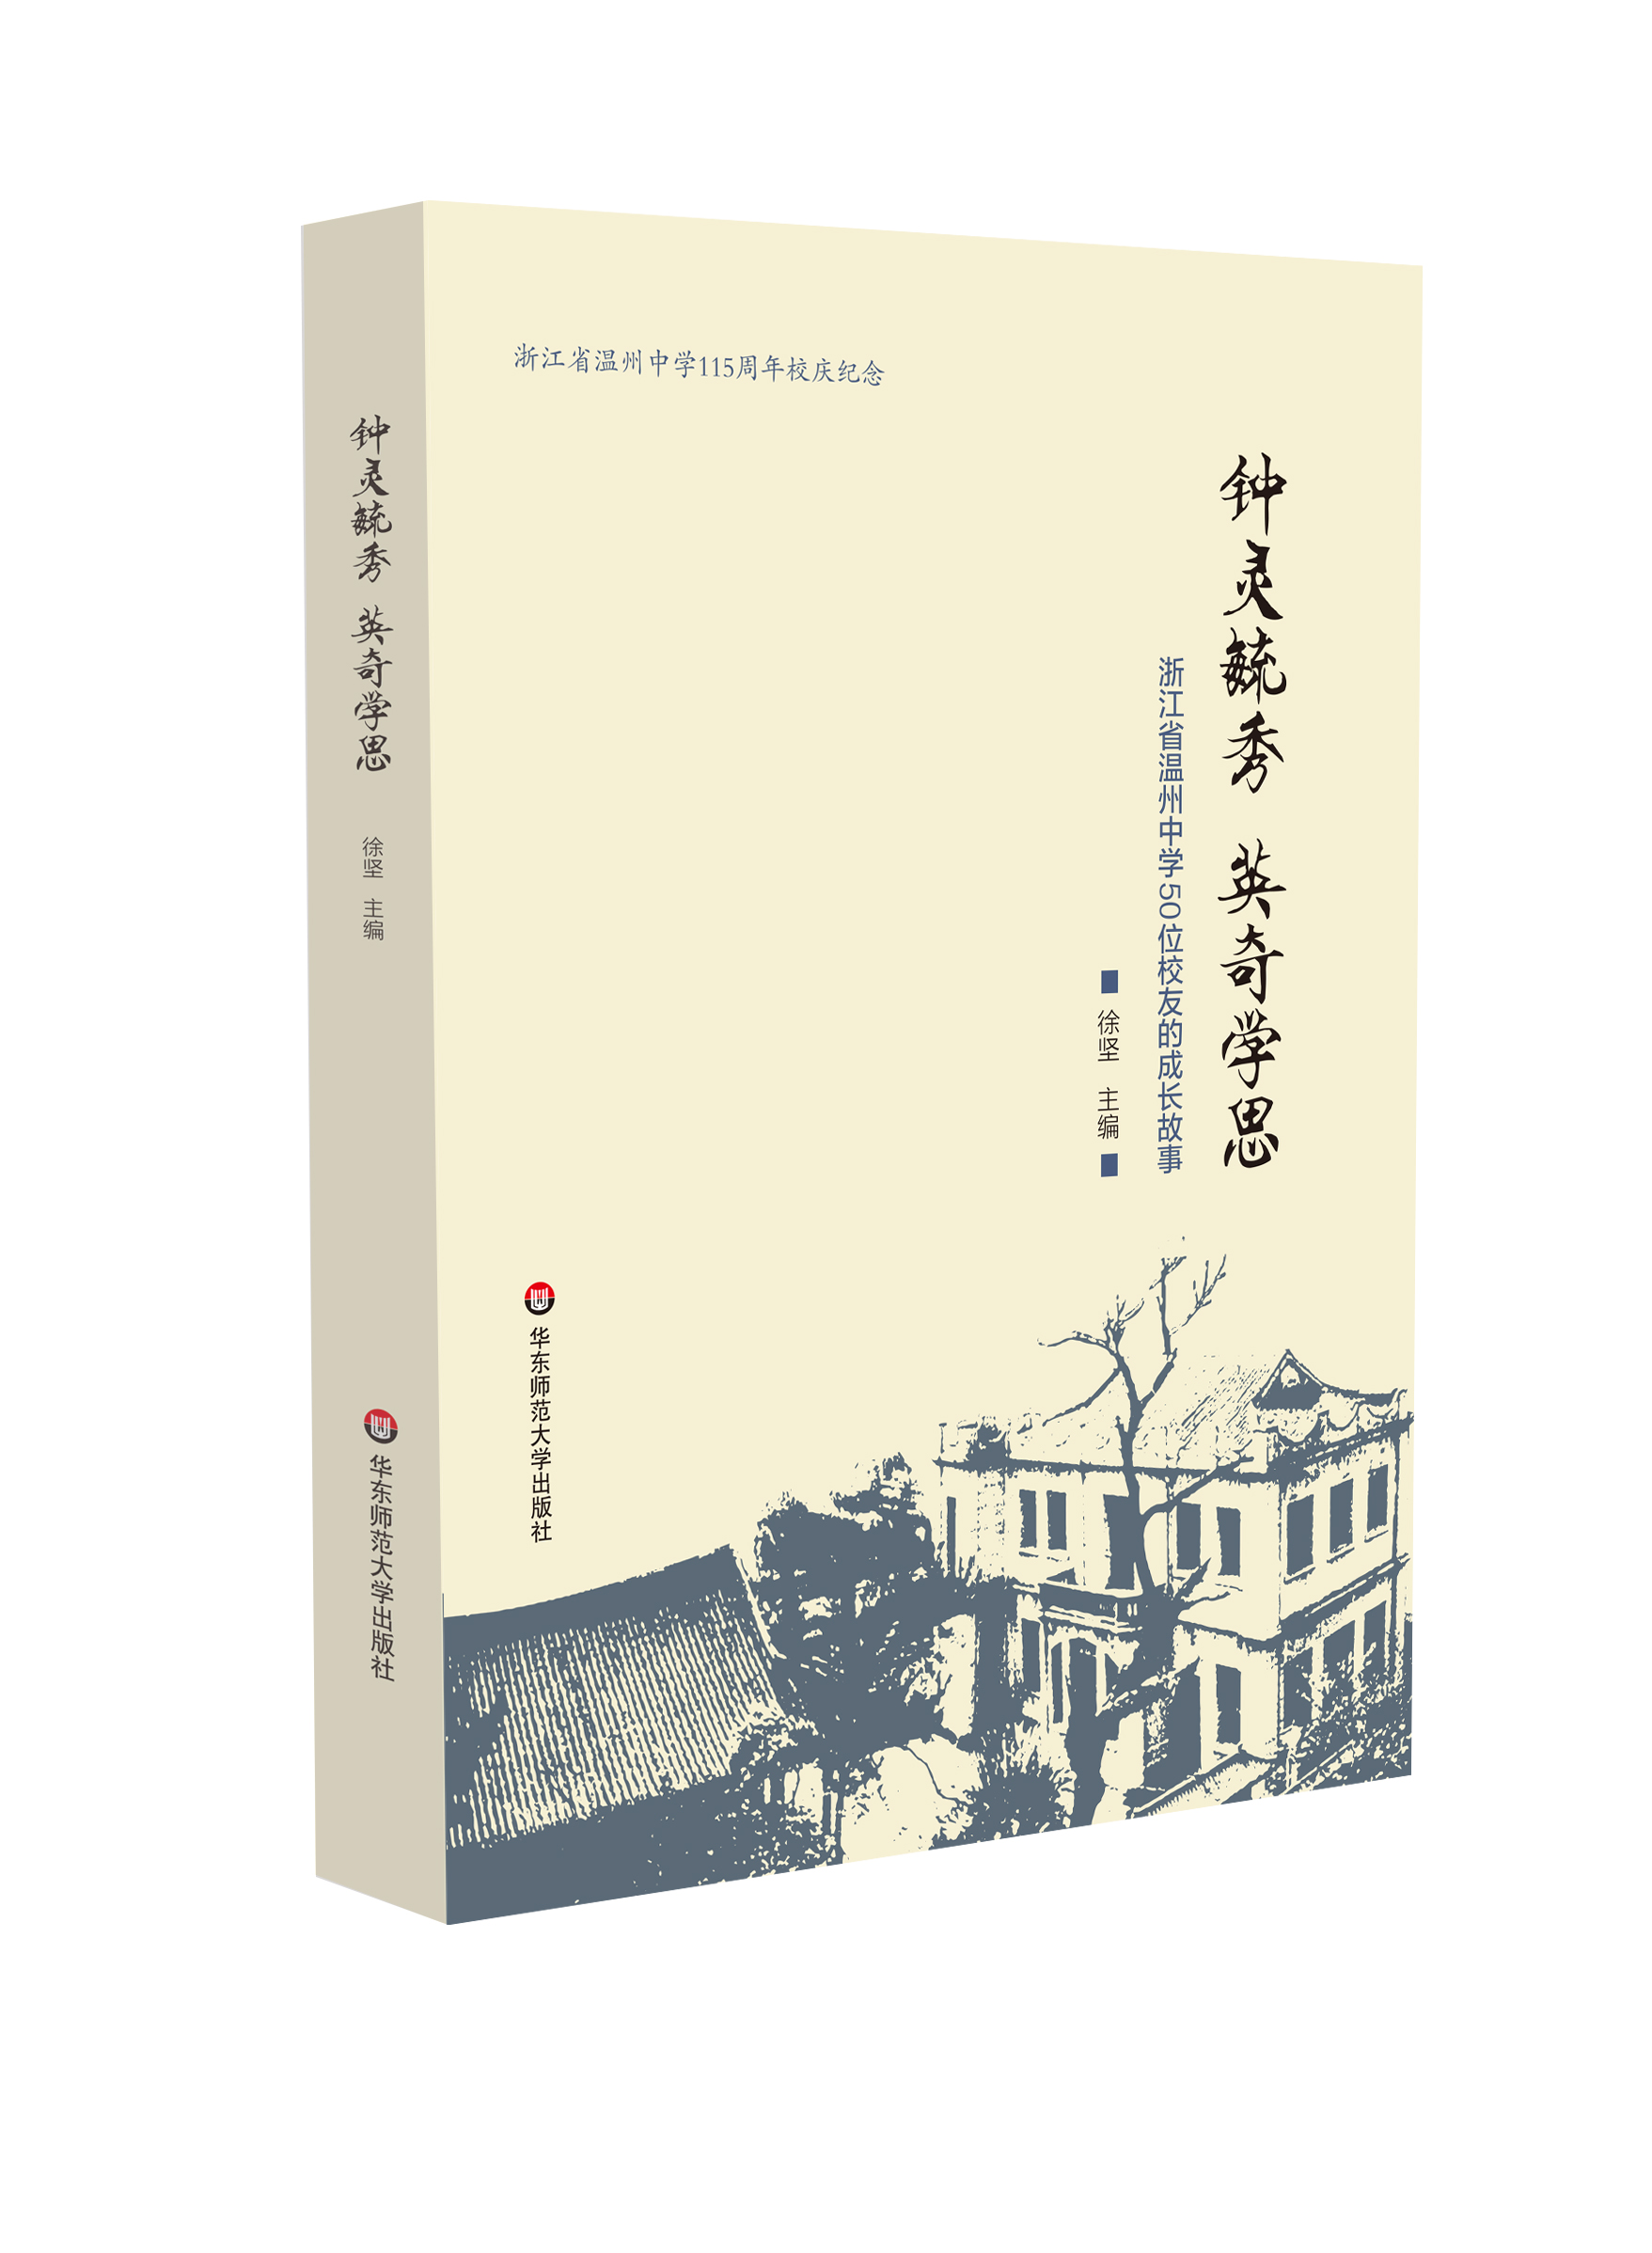 浙江省温州中学115周年校庆纪念
钟灵毓秀 英奇学思
浙江省温州中学50位校友的成长故事
徐坚 主编
华东师范大学出版社
钟灵毓秀 英奇学思
徐坚 主编
华东师范大学出版社